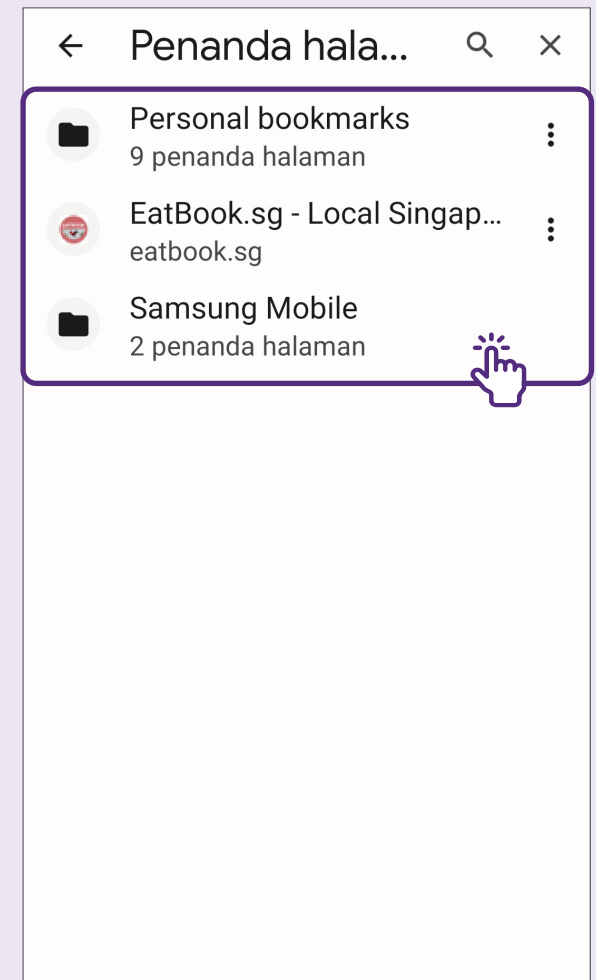 Penanda hala...
Personal bookmarks
9 penanda halaman
EatBook.sg - Local Singap...
eatbook.sg
Samsung Mobile
2 penanda halaman